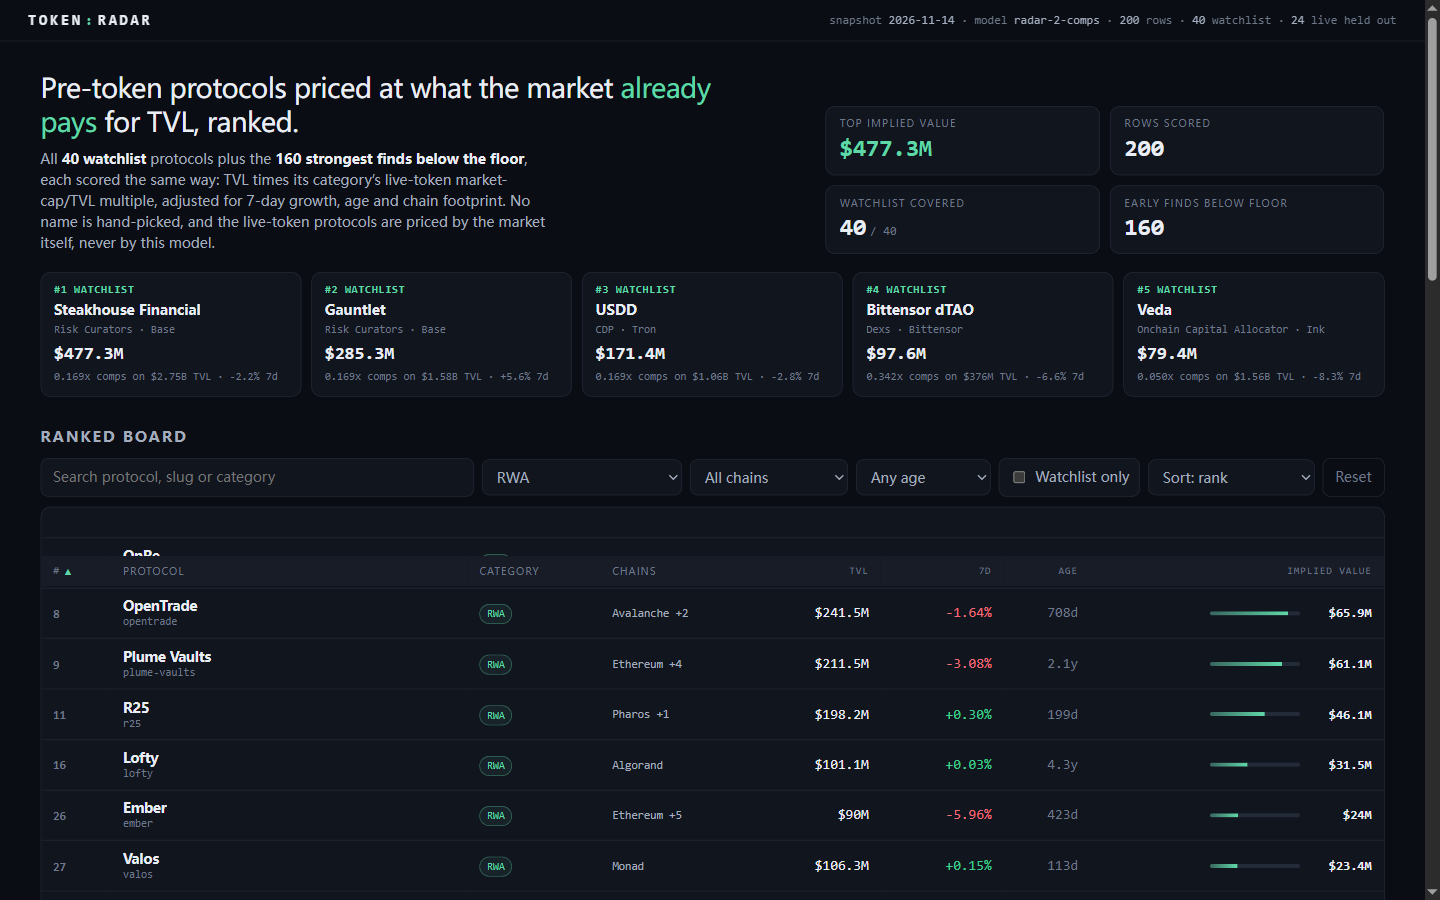 TOKEN:RADAR
snapshot 2026-11-14 · model radar-2-comps · 200 rows · 40 watchlist · 24 live held out
Pre-token protocols priced at what the market already
pays for TVL, ranked.
All 40 watchlist protocols plus the 160 strongest finds below the floor,
each scored the same way: TVL times its category’s live-token market-
cap/TVL multiple, adjusted for 7-day growth, age and chain footprint. No
name is hand-picked, and the live-token protocols are priced by the market
itself, never by this model.
TOP IMPLIED VALUE
$477.3M
ROWS SCORED
200
WATCHLIST COVERED
40 / 40
EARLY FINDS BELOW FLOOR
160
#1 WATCHLIST
Steakhouse Financial
Risk Curators · Base
$477.3M
0.169x comps on $2.75B TVL · -2.2% 7d
#2 WATCHLIST
Gauntlet
Risk Curators · Base
$285.3M
0.169x comps on $1.58B TVL · +5.6% 7d
#3 WATCHLIST
USDD
CDP · Tron
$171.4M
0.169x comps on $1.06B TVL · -2.8% 7d
#4 WATCHLIST
Bittensor dTAO
Dexs · Bittensor
$97.6M
0.342x comps on $376M TVL · -6.6% 7d
#5 WATCHLIST
Veda
Onchain Capital Allocator · Ink
$79.4M
0.050x comps on $1.56B TVL · -8.3% 7d
RANKED BOARD
Search protocol, slug or category
RWA
All chains
Any age
Watchlist only
Sort: rank
Reset
OnRe
# ▲ PROTOCOL CATEGORY CHAINS TVL 7D AGE IMPLIED VALUE
8 OpenTrade RWA Avalanche +2 $241.5M -1.64% 708d $65.9M
opentrade
9 Plume Vaults RWA Ethereum +4 $211.5M -3.08% 2.1y $61.1M
plume-vaults
11 R25 RWA Pharos +1 $198.2M +0.30% 199d $46.1M
r25
16 Lofty RWA Algorand $101.1M +0.03% 4.3y $31.5M
lofty
26 Ember RWA Ethereum +5 $90M -5.96% 423d $24M
ember
27 Valos RWA Monad $106.3M +0.15% 113d $23.4M
valos